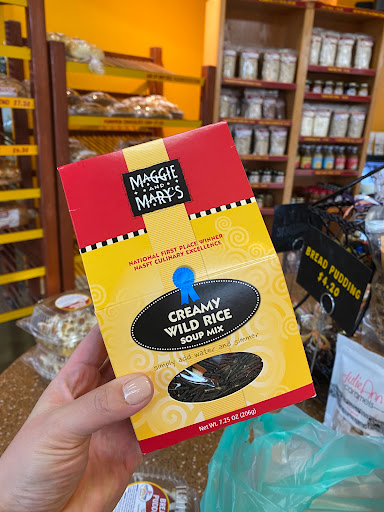 MAGGIE
AND
MARY'S
NATIONAL FIRST PLACE WINNER
NASFT CULINARY EXCELLENCE
CREAMY
WILD RICE
SOUP MIX
simply add water and simmer
Net Wt. 7.25 OZ (206g)
BREAD PUDDING
$4.20